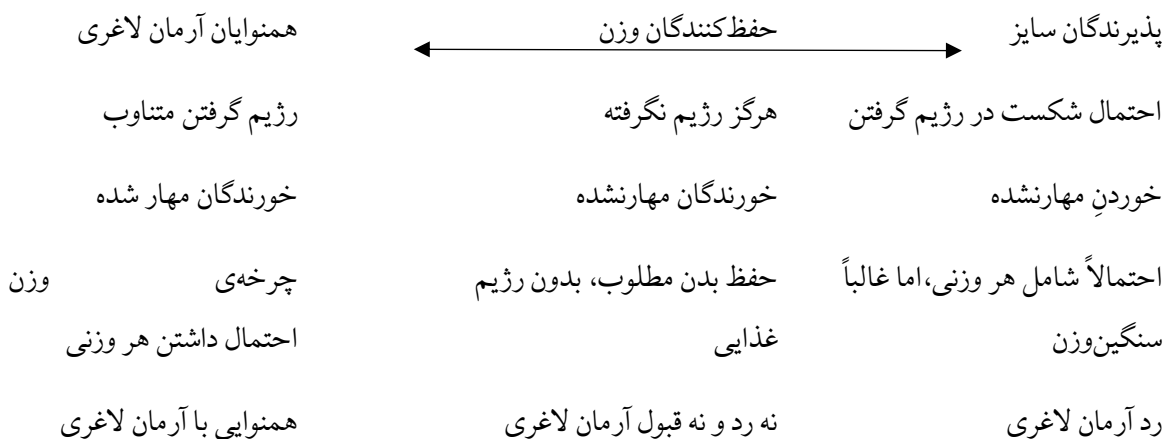 پذیرندگان سایز حفظ‌کنندگان وزن همنوایان آرمان لاغری
احتمال شکست در رژیم گرفتن هرگز رژیم نگرفته رژیم گرفتن متناوب
خوردنِ مهارنشده خورندگان مهارنشده خورندگان مهار شده
احتمالاً شامل هر وزنی،اما غالباً حفظ بدن مطلوب، بدون رژیم چرخه‌ی وزن
سنگین‌وزن غذایی احتمال داشتن هر وزنی
رد آرمان لاغری نه رد و نه قبول آرمان لاغری همنوایی با آرمان لاغری